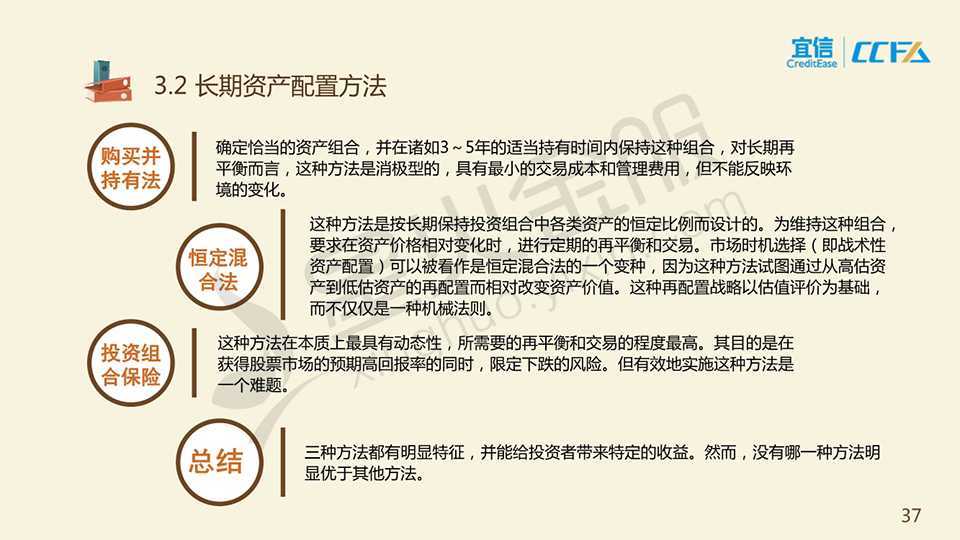 宜信
CreditEase
CCFA
3.2 长期资产配置方法
购买并
持有法
确定恰当的资产组合，并在诸如3～5年的适当持有时间内保持这种组合，对长期再
平衡而言，这种方法是消极型的，具有最小的交易成本和管理费用，但不能反映环
境的变化。
恒定混
合法
这种方法是按长期保持投资组合中各类资产的恒定比例而设计的。为维持这种组合，
要求在资产价格相对变化时，进行定期的再平衡和交易。市场时机选择（即战术性
资产配置）可以被看作是恒定混合法的一个变种，因为这种方法试图通过从高估资
产到低估资产的再配置而相对改变资产价值。这种再配置战略以估值评价为基础，
而不仅仅是一种机械法则。
投资组
合保险
这种方法在本质上最具有动态性，所需要的再平衡和交易的程度最高。其目的是在
获得股票市场的预期高回报率的同时，限定下跌的风险。但有效地实施这种方法是
一个难题。
总结
三种方法都有明显特征，并能给投资者带来特定的收益。然而，没有哪一种方法明
显优于其他方法。
37